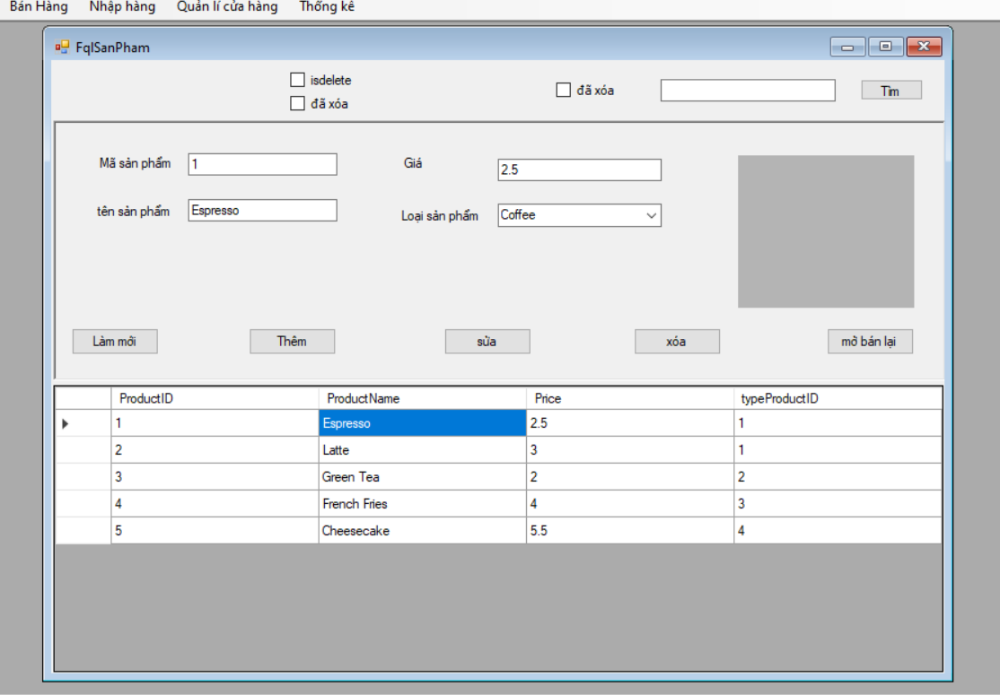 Bán Hàng Nhập hàng Quản lí cửa hàng Thống kê
FqlSanPham
isdelete
đã xóa
đã xóa
Tìm
Mã sản phẩm 1 Giá 2.5
tên sản phẩm Espresso Loại sản phẩm Coffee
Làm mới Thêm sửa xóa mở bán lại
ProductID ProductName Price typeProductID
1 Espresso 2.5 1
2 Latte 3 1
3 Green Tea 2 2
4 French Fries 4 3
5 Cheesecake 5.5 4